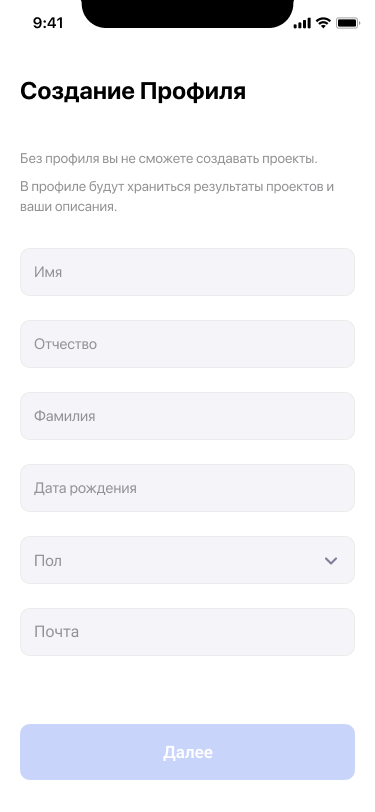 9:41
Создание Профиля
Без профиля вы не сможете создавать проекты.
В профиле будут храниться результаты проектов и
ваши описания.
Имя
Отчество
Фамилия
Дата рождения
Пол
Почта
Далее